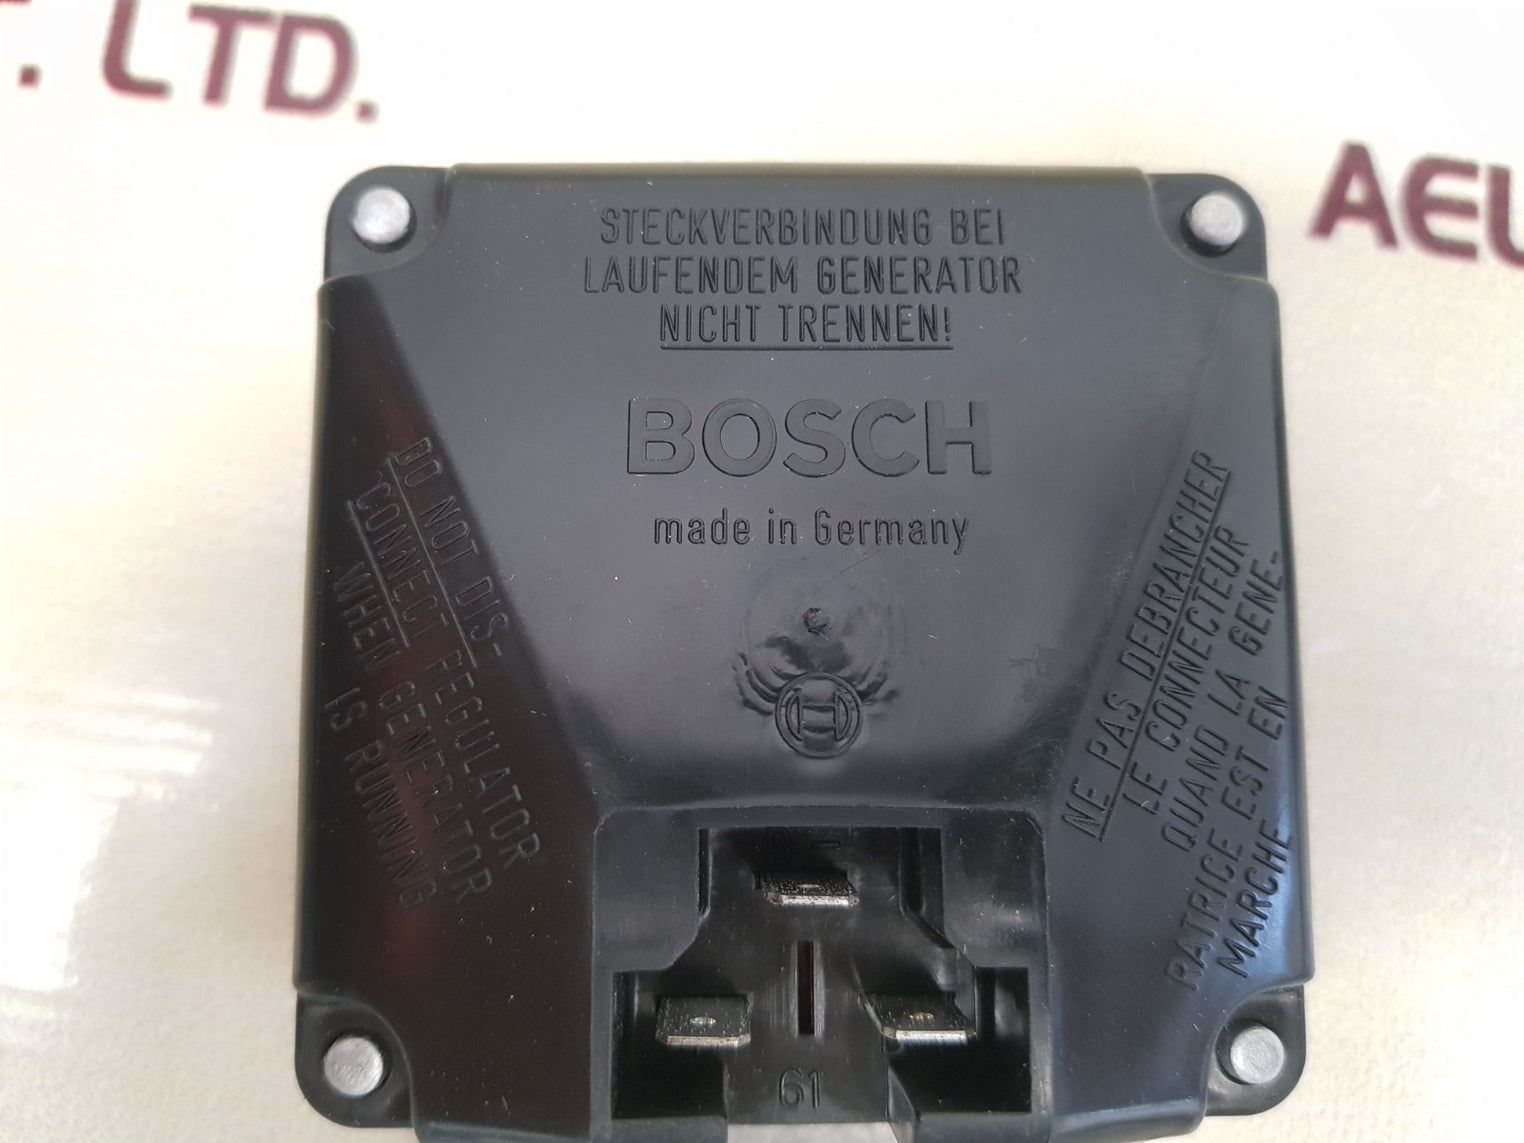 . LTD.
AEU
STECKVERBINDUNG BEI
LAUFENDEM GENERATOR
NICHT TRENNEN!
BOSCH
made in Germany
DO NOT DIS-
CONNECT REGULATOR
WHEN GENERATOR
IS RUNNING
NE PAS DEBRANCHER
LE CONNECTEUR
QUAND LA GENE-
RATRICE EST EN
MARCHE
D -
61